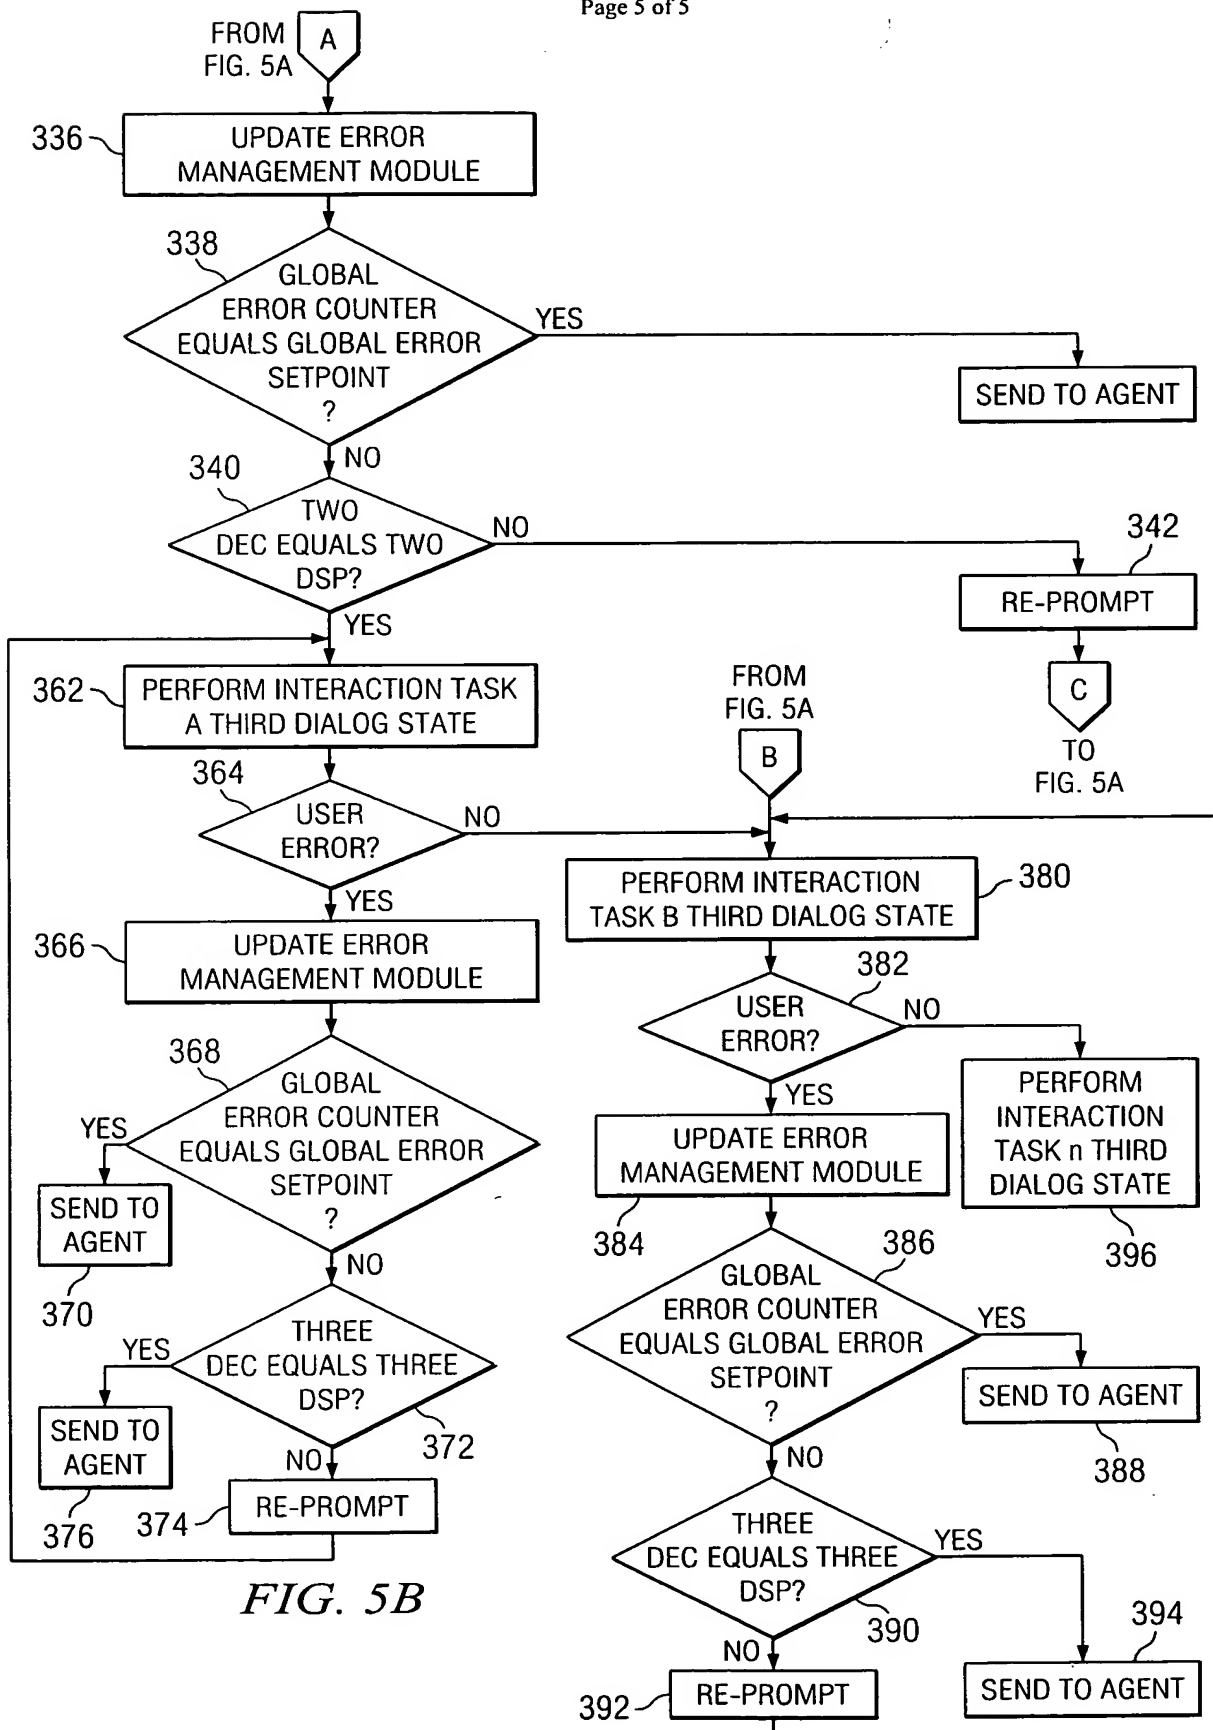 Page 5 of 5
FROM
FIG. 5A
A
336
UPDATE ERROR
MANAGEMENT MODULE
338
GLOBAL
ERROR COUNTER
EQUALS GLOBAL ERROR
SETPOINT
?
YES
SEND TO AGENT
NO
340
TWO
DEC EQUALS TWO
DSP?
NO
342
RE-PROMPT
C
TO
FIG. 5A
YES
362
PERFORM INTERACTION TASK
A THIRD DIALOG STATE
364
USER
ERROR?
NO
FROM
FIG. 5A
B
YES
366
UPDATE ERROR
MANAGEMENT MODULE
368
GLOBAL
ERROR COUNTER
EQUALS GLOBAL ERROR
SETPOINT
?
YES
SEND TO
AGENT
370
NO
THREE
DEC EQUALS THREE
DSP?
372
YES
SEND TO
AGENT
376
NO
374
RE-PROMPT
FIG. 5B
PERFORM INTERACTION
TASK B THIRD DIALOG STATE
380
382
USER
ERROR?
NO
PERFORM
INTERACTION
TASK n THIRD
DIALOG STATE
396
YES
UPDATE ERROR
MANAGEMENT MODULE
384
386
GLOBAL
ERROR COUNTER
EQUALS GLOBAL ERROR
SETPOINT
?
YES
SEND TO AGENT
388
NO
THREE
DEC EQUALS THREE
DSP?
390
YES
394
SEND TO AGENT
NO
392
RE-PROMPT